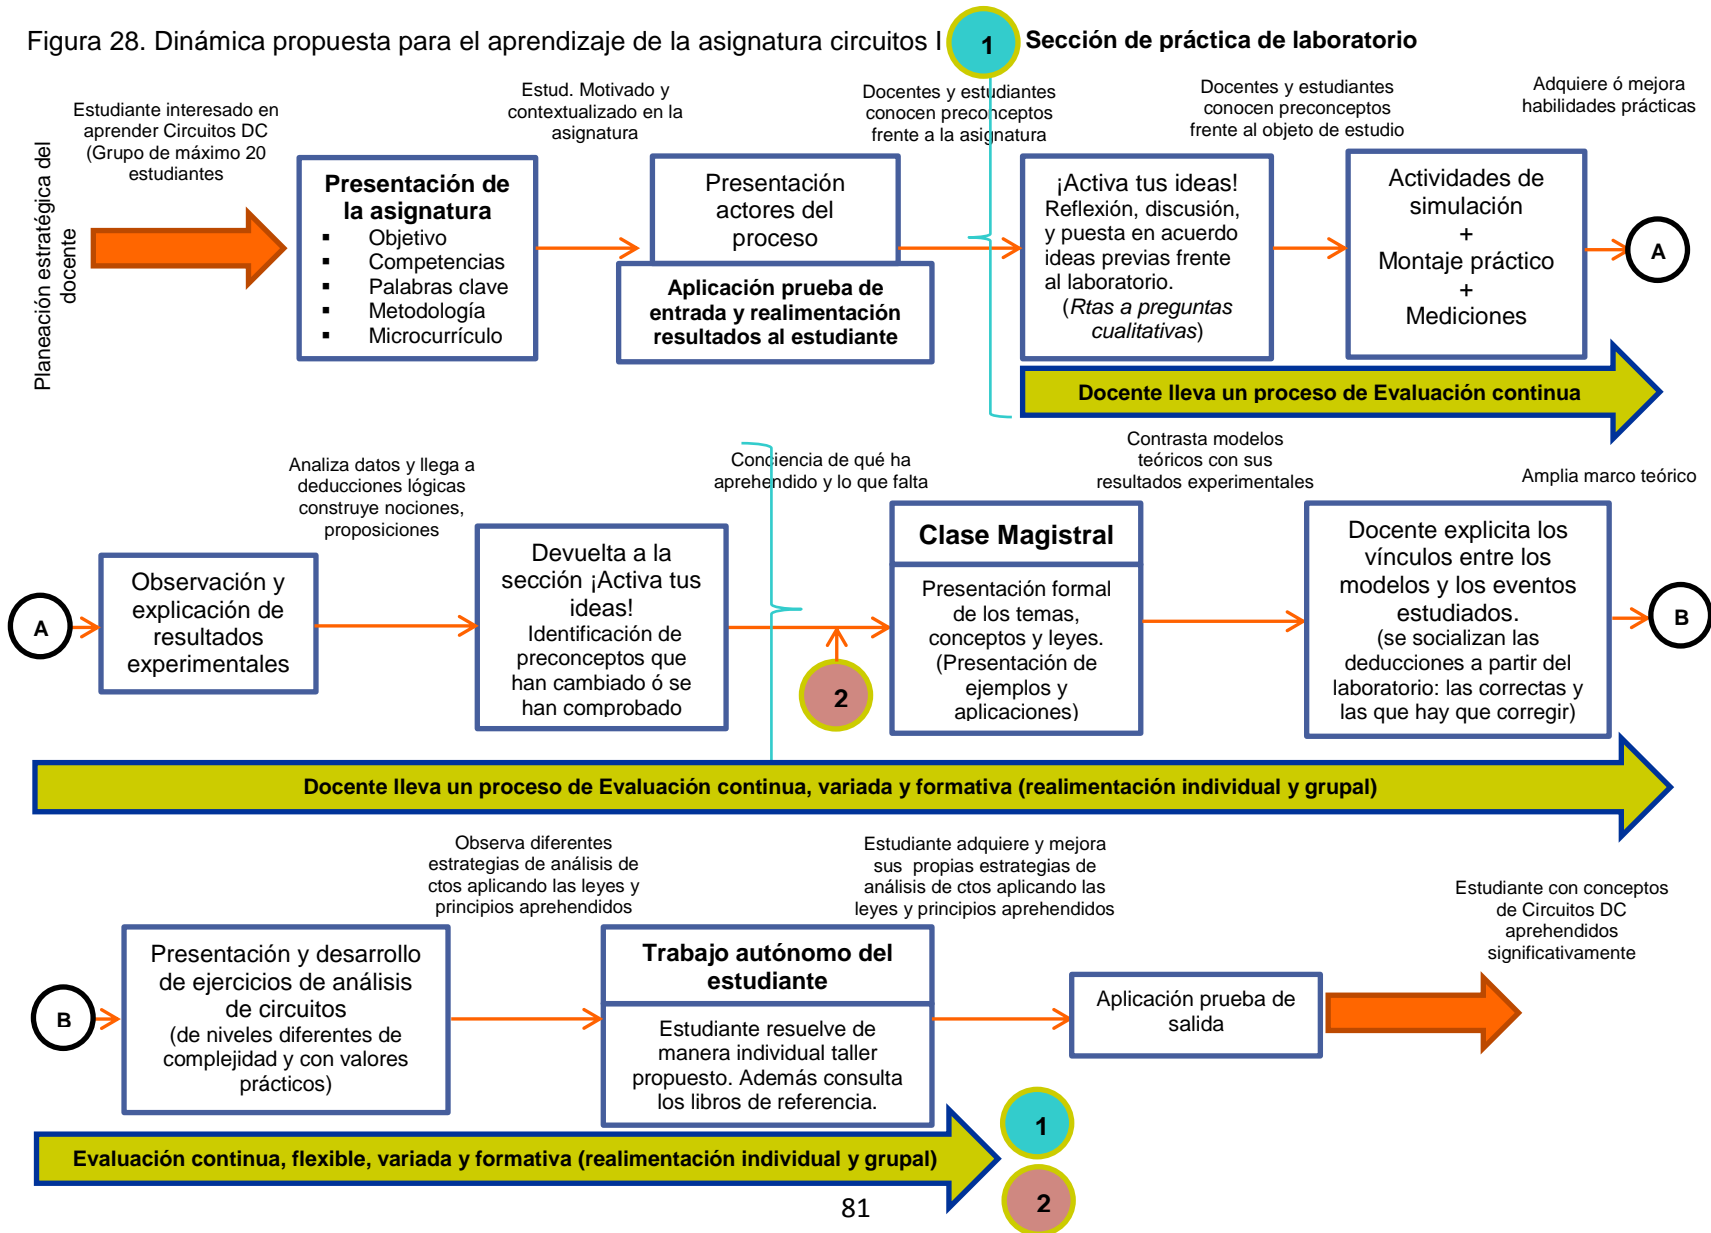 Figura 28. Dinámica propuesta para el aprendizaje de la asignatura circuitos I
1
Sección de práctica de laboratorio
Planeación estratégica del
docente
Estudiante interesado en
aprender Circuitos DC
(Grupo de máximo 20
estudiantes
Presentación de
la asignatura
▪ Objetivo
▪ Competencias
▪ Palabras clave
▪ Metodología
▪ Microcurrículo
Estud. Motivado y
contextualizado en la
asignatura
Presentación
actores del
proceso
Aplicación prueba de
entrada y realimentación
resultados al estudiante
Docentes y estudiantes
conocen preconceptos
frente a la asignatura
¡Activa tus ideas!
Reflexión, discusión,
y puesta en acuerdo
ideas previas frente
al laboratorio.
(Rtas a preguntas
cualitativas)
Docentes y estudiantes
conocen preconceptos
frente al objeto de estudio
Actividades de
simulación
+
Montaje práctico
+
Mediciones
Adquiere ó mejora
habilidades prácticas
A
Docente lleva un proceso de Evaluación continua
A
Observación y
explicación de
resultados
experimentales
Analiza datos y llega a
deducciones lógicas
construye nociones,
proposiciones
Devuelta a la
sección ¡Activa tus
ideas!
Identificación de
preconceptos que
han cambiado ó se
han comprobado
Conciencia de qué ha
aprehendido y lo que falta
2
Clase Magistral
Presentación formal
de los temas,
conceptos y leyes.
(Presentación de
ejemplos y
aplicaciones)
Contrasta modelos
teóricos con sus
resultados experimentales
Docente explicita los
vínculos entre los
modelos y los eventos
estudiados.
(se socializan las
deducciones a partir del
laboratorio: las correctas y
las que hay que corregir)
Amplia marco teórico
B
Docente lleva un proceso de Evaluación continua, variada y formativa (realimentación individual y grupal)
B
Presentación y desarrollo
de ejercicios de análisis
de circuitos
(de niveles diferentes de
complejidad y con valores
prácticos)
Observa diferentes
estrategias de análisis de
ctos aplicando las leyes y
principios aprehendidos
Trabajo autónomo del
estudiante
Estudiante resuelve de
manera individual taller
propuesto. Además consulta
los libros de referencia.
Estudiante adquiere y mejora
sus propias estrategias de
análisis de ctos aplicando las
leyes y principios aprehendidos
Aplicación prueba de
salida
Estudiante con conceptos
de Circuitos DC
aprehendidos
significativamente
Evaluación continua, flexible, variada y formativa (realimentación individual y grupal)
1
2
81